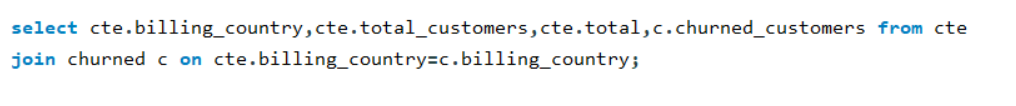 select cte.billing_country,cte.total_customers,cte.total,c.churned_customers from cte
join churned c on cte.billing_country=c.billing_country;